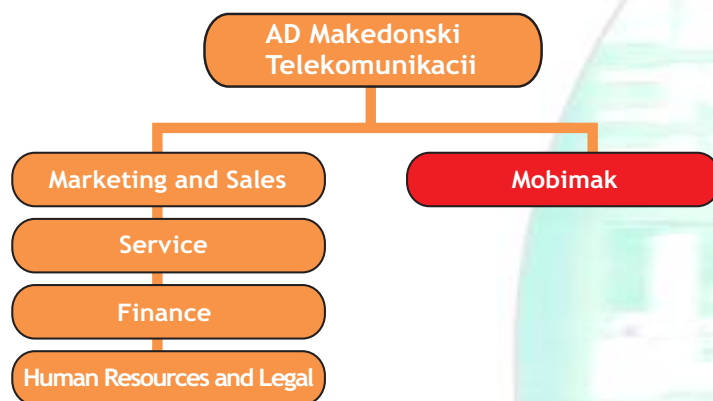 AD Makedonski
Telekomunikacii
Marketing and Sales
Mobimak
Service
Finance
Human Resources and Legal